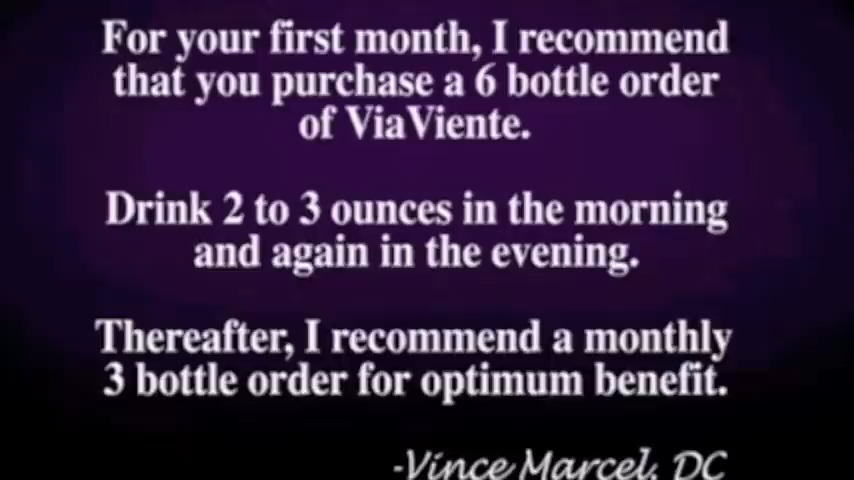 For your first month, I recommend
that you purchase a 6 bottle order
of ViaViente.
Drink 2 to 3 ounces in the morning
and again in the evening.
Thereafter, I recommend a monthly
3 bottle order for optimum benefit.
-Vince Marcel, DC